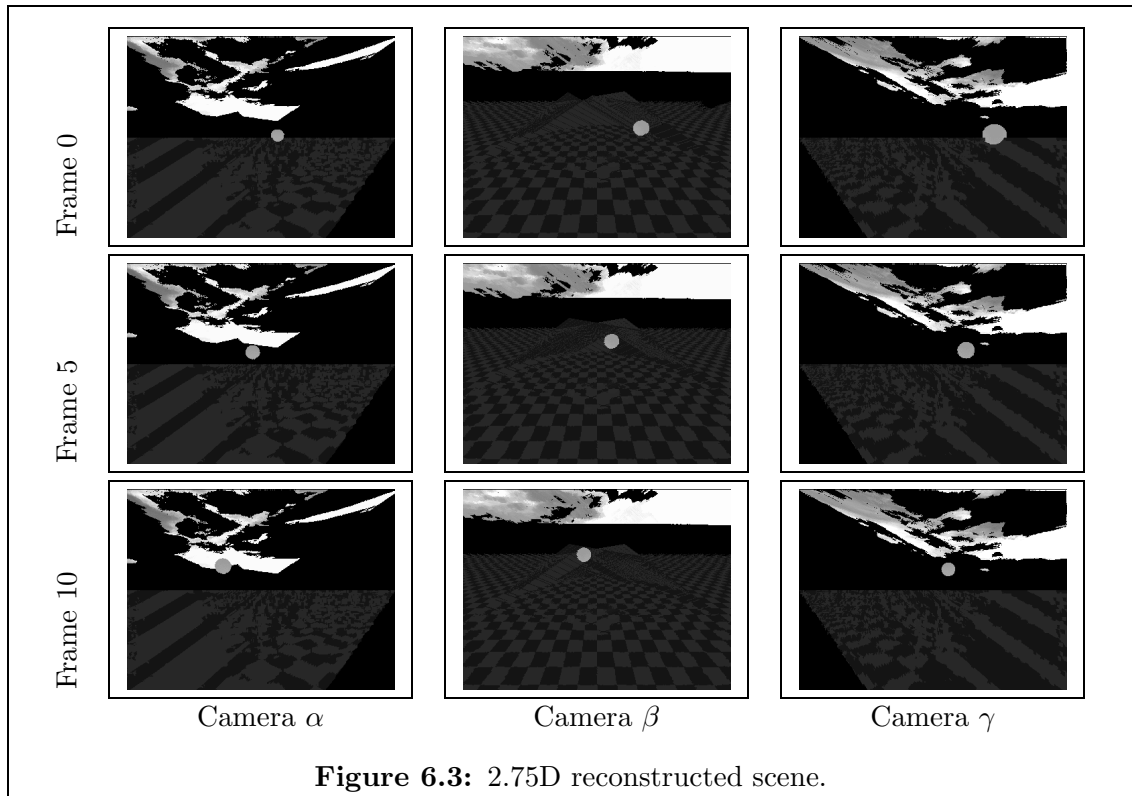 Frame 0
Frame 5
Frame 10
Camera α
Camera β
Camera γ
Figure 6.3: 2.75D reconstructed scene.